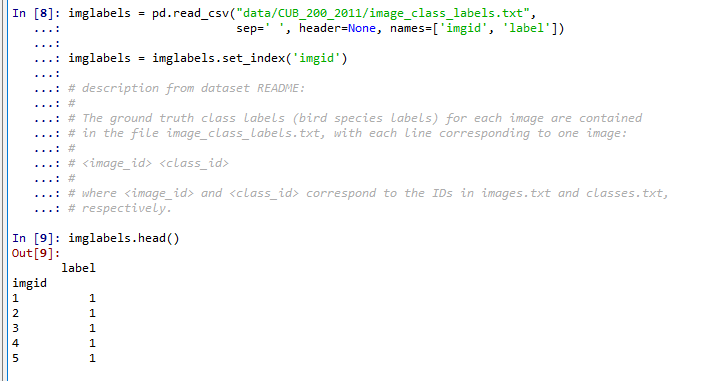 In [8]: imglabels = pd.read_csv("data/CUB_200_2011/image_class_labels.txt",
   ...:                         sep=' ', header=None, names=['imgid', 'label'])
   ...:
   ...: imglabels = imglabels.set_index('imgid')
   ...:
   ...: # description from dataset README:
   ...: #
   ...: # The ground truth class labels (bird species labels) for each image are contained
   ...: # in the file image_class_labels.txt, with each line corresponding to one image:
   ...: #
   ...: # <image_id> <class_id>
   ...: #
   ...: # where <image_id> and <class_id> correspond to the IDs in images.txt and classes.txt,
   ...: # respectively.
In [9]: imglabels.head()
Out[9]:
       label
imgid
1          1
2          1
3          1
4          1
5          1